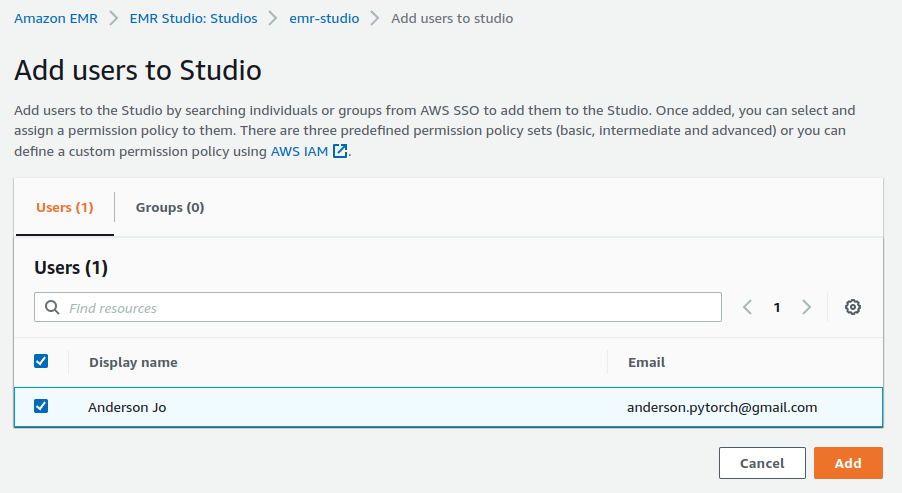 Amazon EMR > EMR Studio: Studios > emr-studio > Add users to studio
Add users to Studio
Add users to the Studio by searching individuals or groups from AWS SSO to add them to the Studio. Once added, you can select and
assign a permission policy to them. There are three predefined permission policy sets (basic, intermediate and advanced) or you can
define a custom permission policy using AWS IAM .
Users (1) Groups (0)
Users (1)
Find resources 1
Display name Email
Anderson Jo anderson.pytorch@gmail.com
Cancel Add